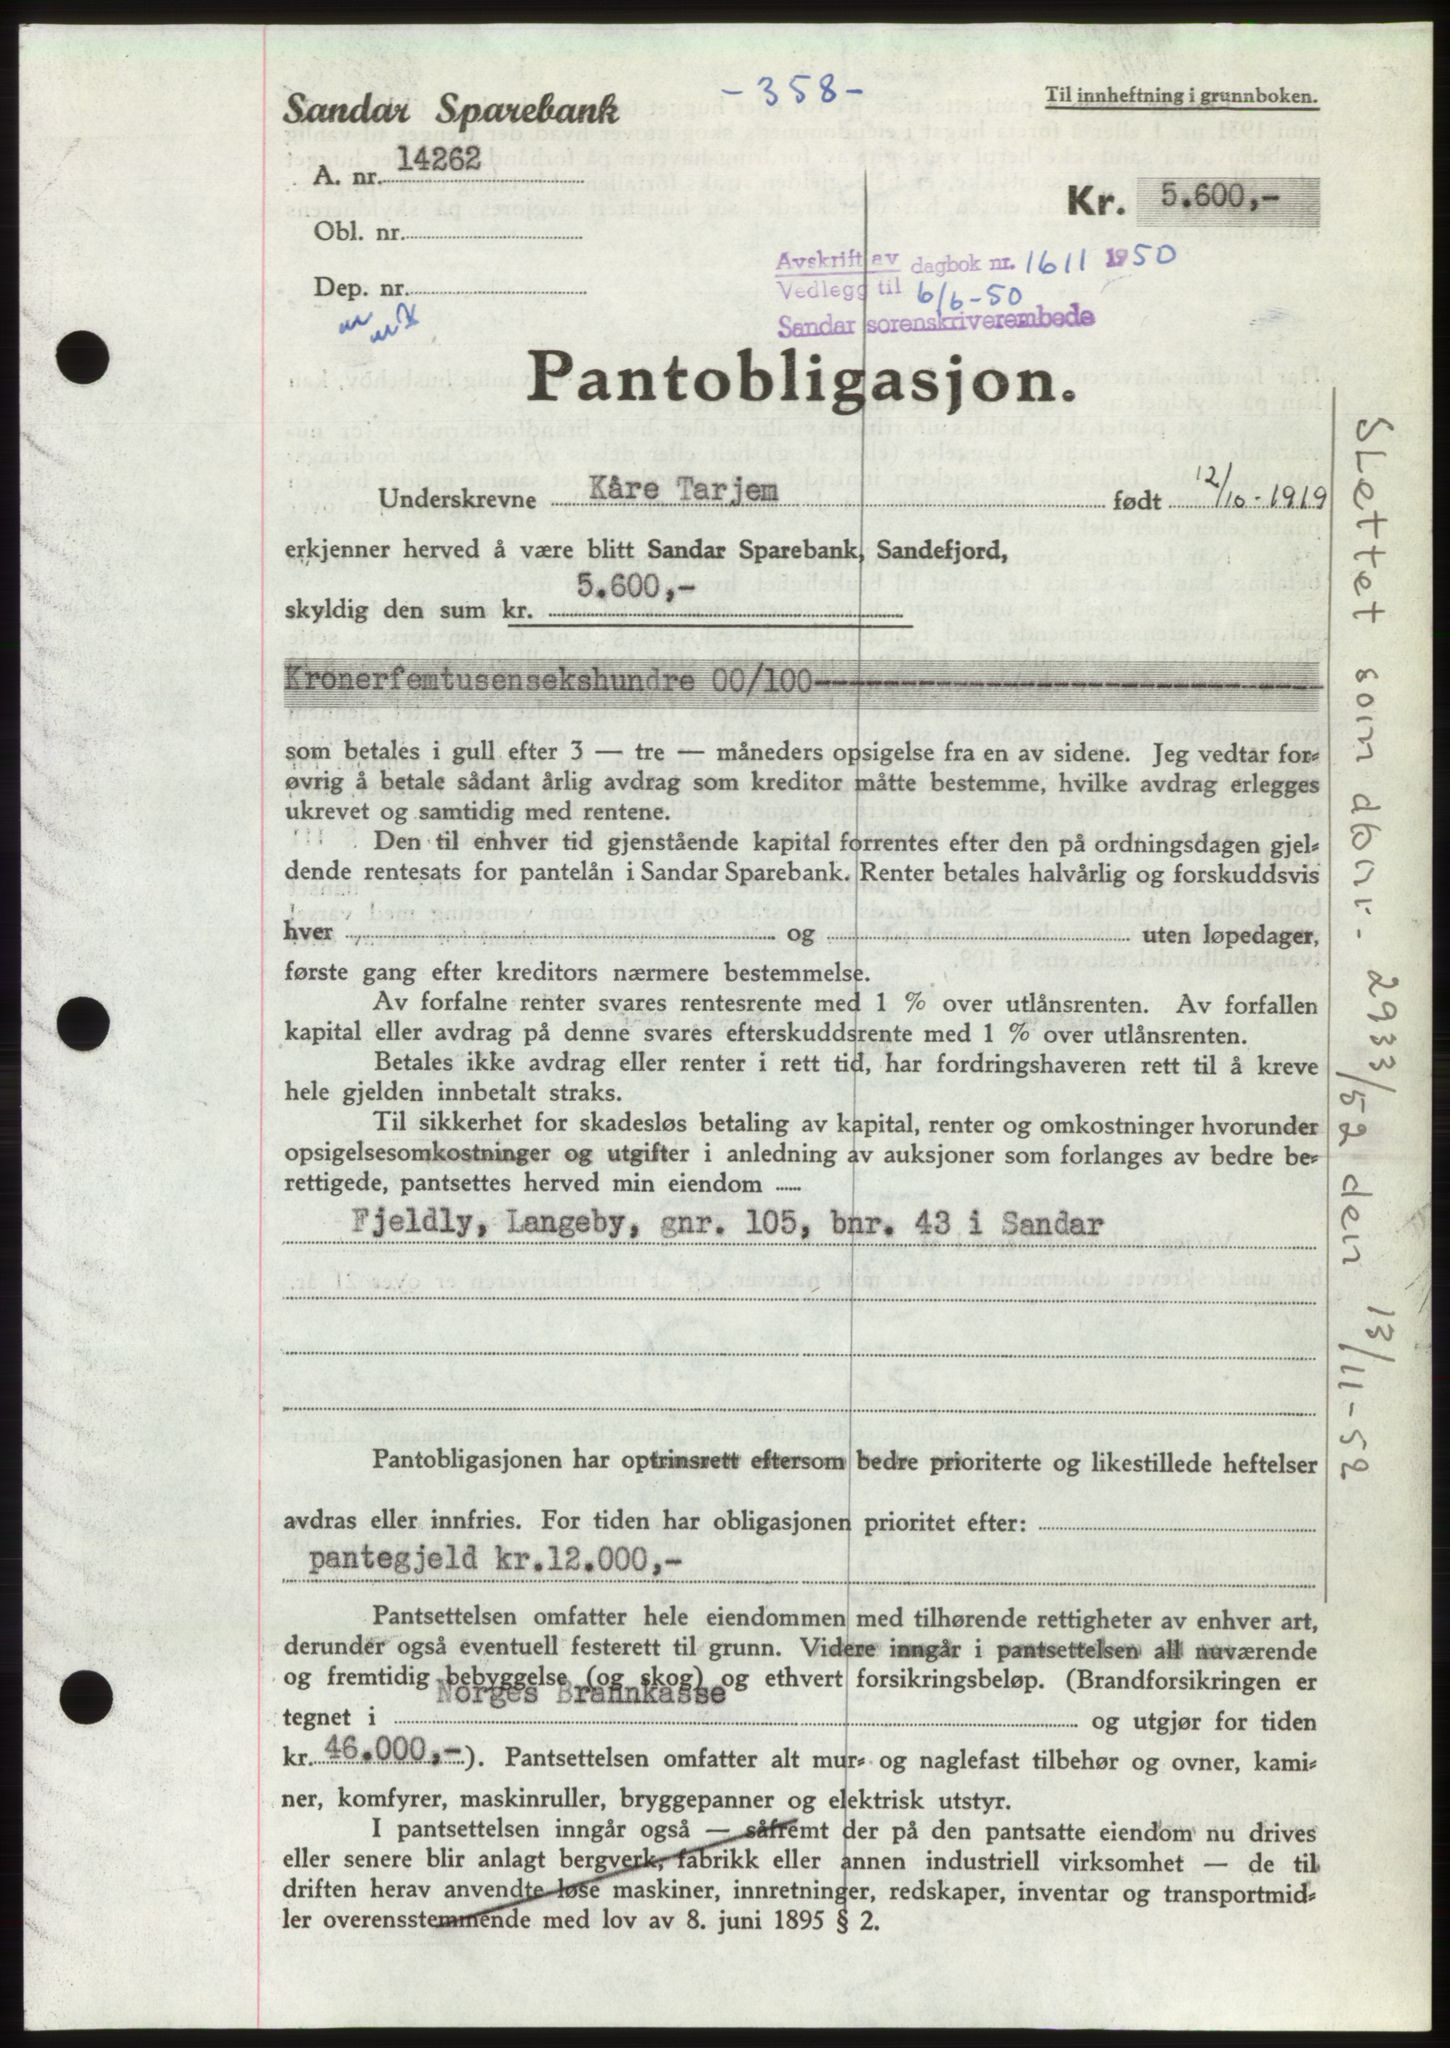 -358-
Sandar Sparebank
Til innheftning i grunnboken.
A. nr. 14262
Kr. 5.600,-
Obl. nr.
Avskrift av dagbok nr. 1611 1950
Dep. nr.
Vedlegg til 6/6-50
Sandar sorenskriverembede
Pantobligasjon.
Underskrevne Kåre Tarjem født 12/10-1919
erkjenner herved å være blitt Sandar Sparebank, Sandefjord,
skyldig den sum kr. 5.600,-
Kronerfemtusensekshundre 00/100
som betales i gull efter 3 — tre — måneders opsigelse fra en av sidene. Jeg vedtar for-
øvrig å betale sådant årlig avdrag som kreditor måtte bestemme, hvilke avdrag erlegges
ukrevet og samtidig med rentene.
Den til enhver tid gjenstående kapital forrentes efter den på ordningsdagen gjel-
dende rentesats for pantelån i Sandar Sparebank. Renter betales halvårlig og forskuddsvis
hver og uten løpedager,
første gang efter kreditors nærmere bestemmelse.
Av forfalne renter svares rentesrente med 1 % over utlånsrenten. Av forfallen
kapital eller avdrag på denne svares efterskuddsrente med 1 % over utlånsrenten.
Betales ikke avdrag eller renter i rett tid, har fordringshaveren rett til å kreve
hele gjelden innbetalt straks.
Til sikkerhet for skadesløs betaling av kapital, renter og omkostninger hvorunder
opsigelsesomkostninger og utgifter i anledning av auksjoner som forlanges av bedre be-
rettigede, pantsettes herved min eiendom
Fjeldly, Langeby, gnr. 105, bnr. 43 i Sandar
Pantobligasjonen har optrinsrett eftersom bedre prioriterte og likestillede heftelser
avdras eller innfries. For tiden har obligasjonen prioritet efter:
pantegjeld kr.12.000,-
Pantsettelsen omfatter hele eiendommen med tilhørende rettigheter av enhver art,
derunder også eventuell festerett til grunn. Videre inngår i pantsettelsen all nuværende
og fremtidig bebyggelse (og skog) og ethvert forsikringsbeløp. (Brandforsikringen er
tegnet i Norges Brannkasse og utgjør for tiden
kr. 46.000,-). Pantsettelsen omfatter alt mur- og naglefast tilbehør og ovner, kami-
ner, komfyrer, maskinruller, bryggepanner og elektrisk utstyr.
I pantsettelsen inngår også — såfremt der på den pantsatte eiendom nu drives
eller senere blir anlagt bergverk, fabrikk eller annen industriell virksomhet — de til
driften herav anvendte løse maskiner, innretninger, redskaper, inventar og transportmid-
ler overensstemmende med lov av 8. juni 1895 § 2.
Slettet som dbnr. 2933/52 den 13/11-52